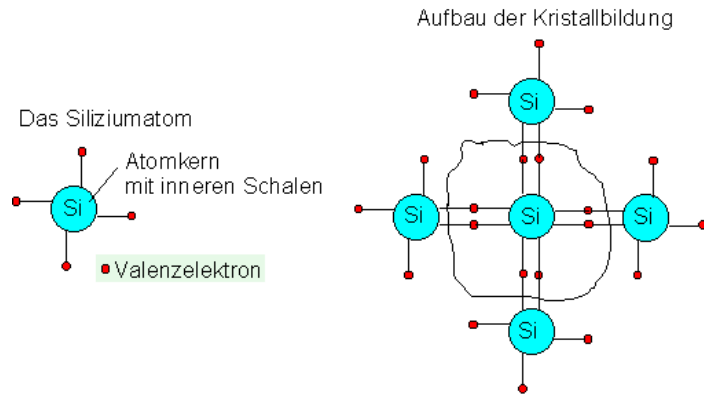 Aufbau der Kristallbildung
Das Siliziumatom
Atomkern
mit inneren Schalen
Si
Valenzelektron
Si
Si
Si
Si
Si